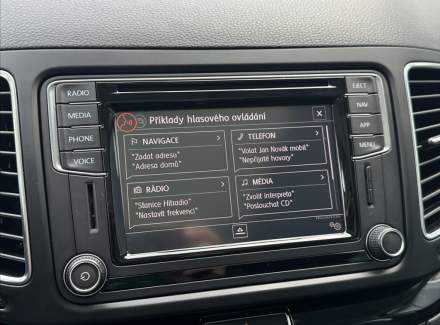 RADIO
MEDIA
PHONE
VOICE
Příklady hlasového ovládání
NAVIGACE
"Zadat adresu"
"Adresa domů"
TELEFON
"Volat Jan Novák mobil"
"Nepřijaté hovory"
RÁDIO
"Stanice Hitradio"
"Nastavit frekvenci"
MÉDIA
"Zvolit interpreta"
"Poslouchat CD"
EJECT
NAV
APP
MENU